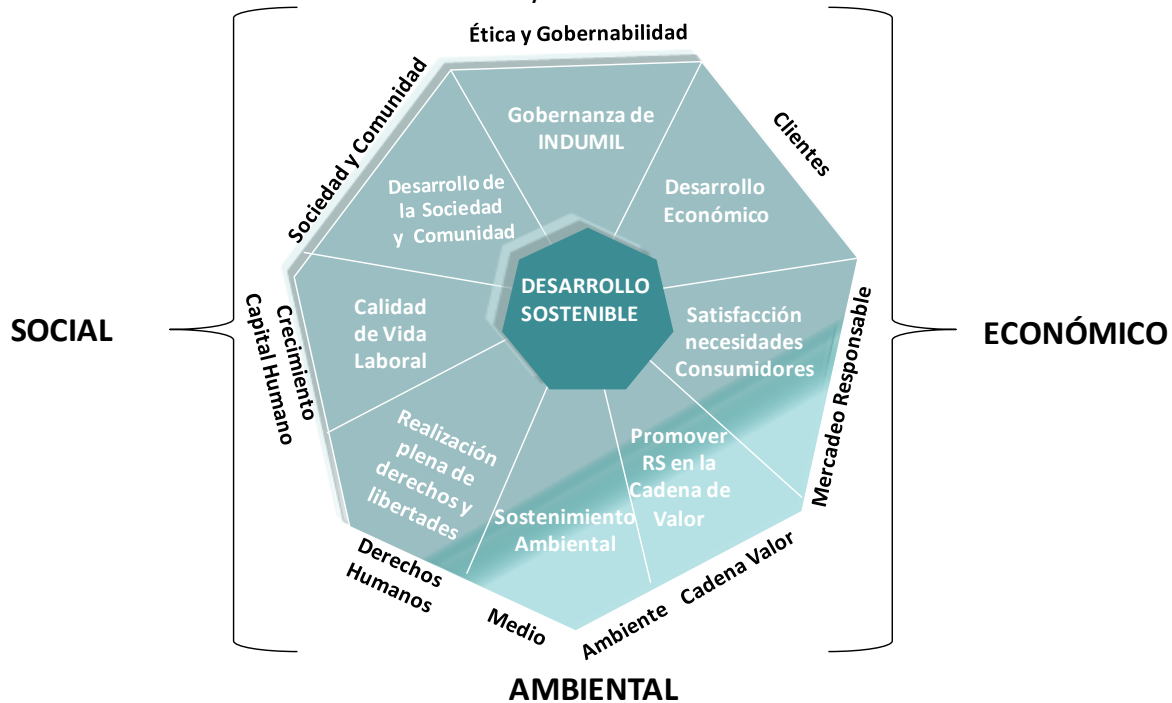 Ética y Gobernabilidad
Sociedad y Comunidad
Clientes
Gobernanza de
INDUMIL
Desarrollo de
la Sociedad
y Comunidad
Desarrollo
Económico
DESARROLLO
SOSTENIBLE
SOCIAL
ECONÓMICO
Crecimiento
Capital Humano
Calidad
de Vida
Laboral
Satisfacción
necesidades
Consumidores
Mercadeo Responsable
Realización
plena de
derechos y
libertades
Promover
RS en la
Cadena de
Valor
Sostenimiento
Ambiental
Derechos
Humanos
Medio
Ambiente
Cadena Valor
AMBIENTAL